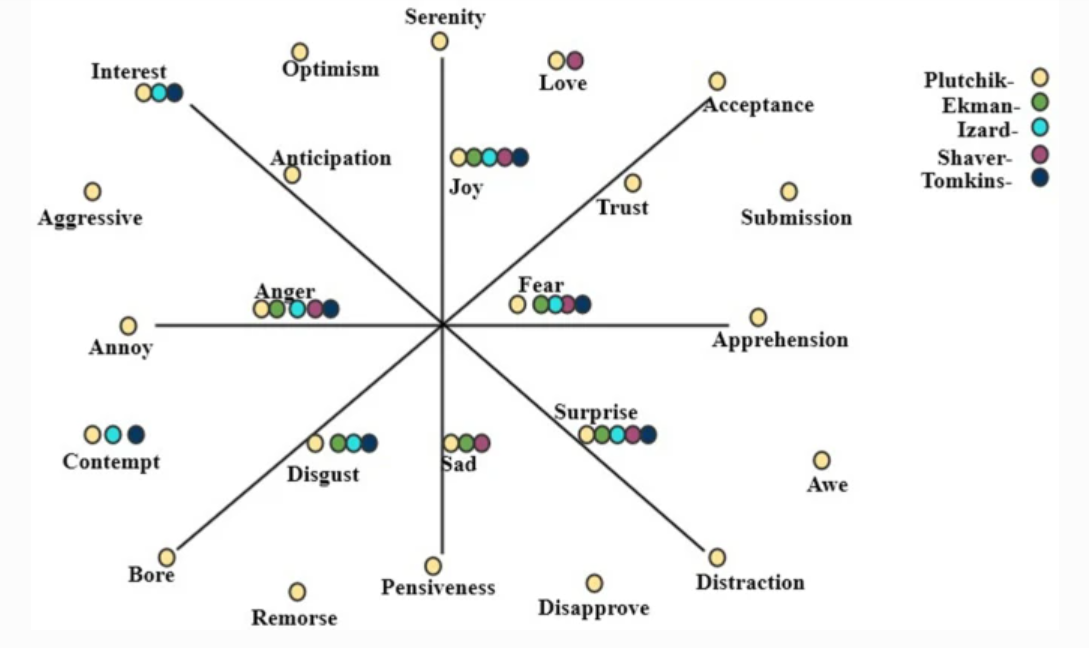 Serenity
Optimism
Love
Interest
Acceptance
Plutchik-
Ekman-
Izard-
Shaver-
Tomkins-
Anticipation
Joy
Trust
Aggressive
Submission
Anger
Fear
Annoy
Apprehension
Contempt
Disgust
Sad
Surprise
Awe
Bore
Pensiveness
Distraction
Remorse
Disapprove